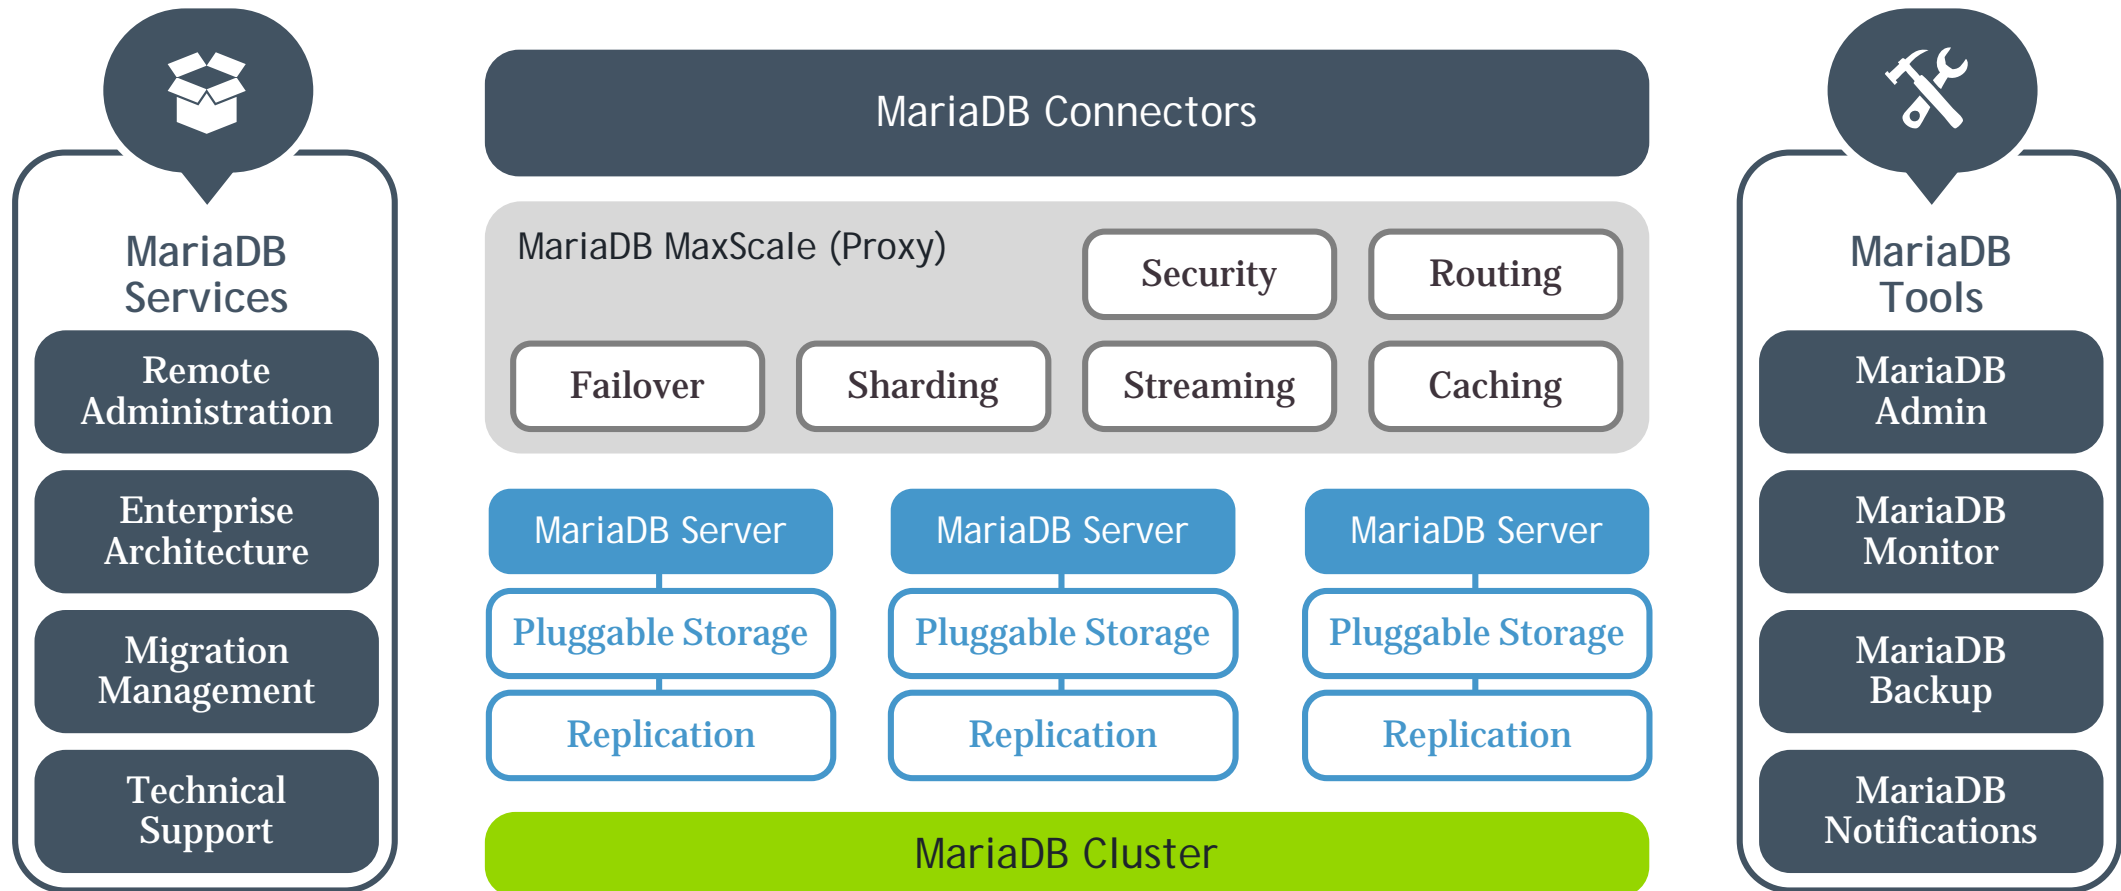 MariaDB
Services
Remote
Administration
Enterprise
Architecture
Migration
Management
Technical
Support
MariaDB Connectors
MariaDB MaxScale (Proxy)
Security
Routing
Failover
Sharding
Streaming
Caching
MariaDB Server
MariaDB Server
MariaDB Server
Pluggable Storage
Pluggable Storage
Pluggable Storage
Replication
Replication
Replication
MariaDB Cluster
MariaDB
Tools
MariaDB
Admin
MariaDB
Monitor
MariaDB
Backup
MariaDB
Notifications